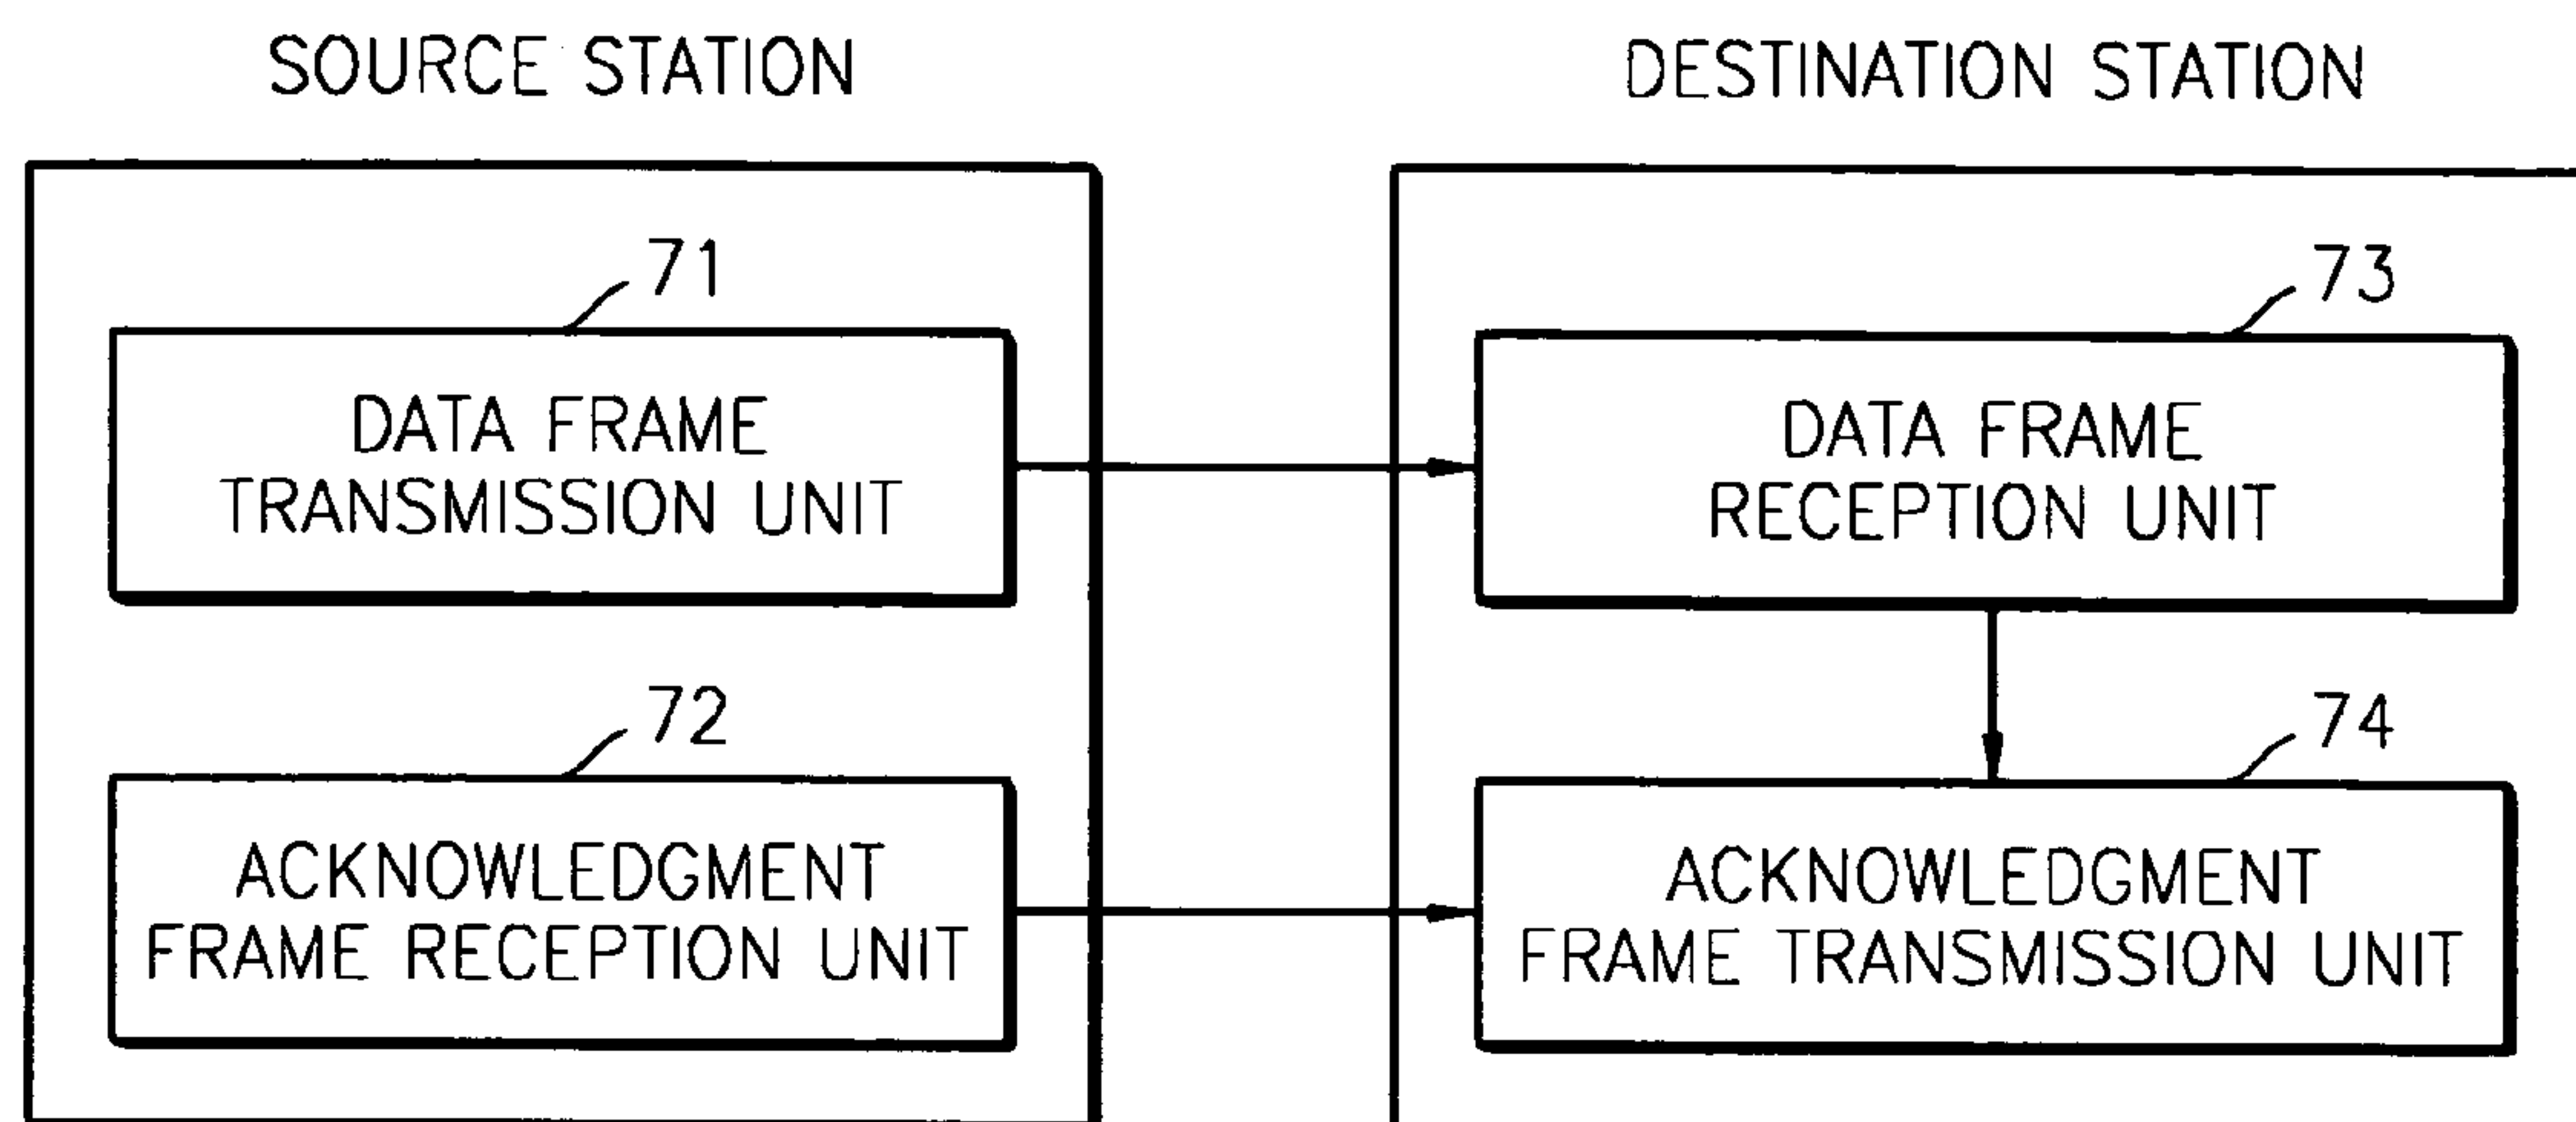 SOURCE STATION
DESTINATION STATION
71
73
DATA FRAME
TRANSMISSION UNIT
DATA FRAME
RECEPTION UNIT
72
74
ACKNOWLEDGMENT
FRAME RECEPTION UNIT
ACKNOWLEDGMENT
FRAME TRANSMISSION UNIT